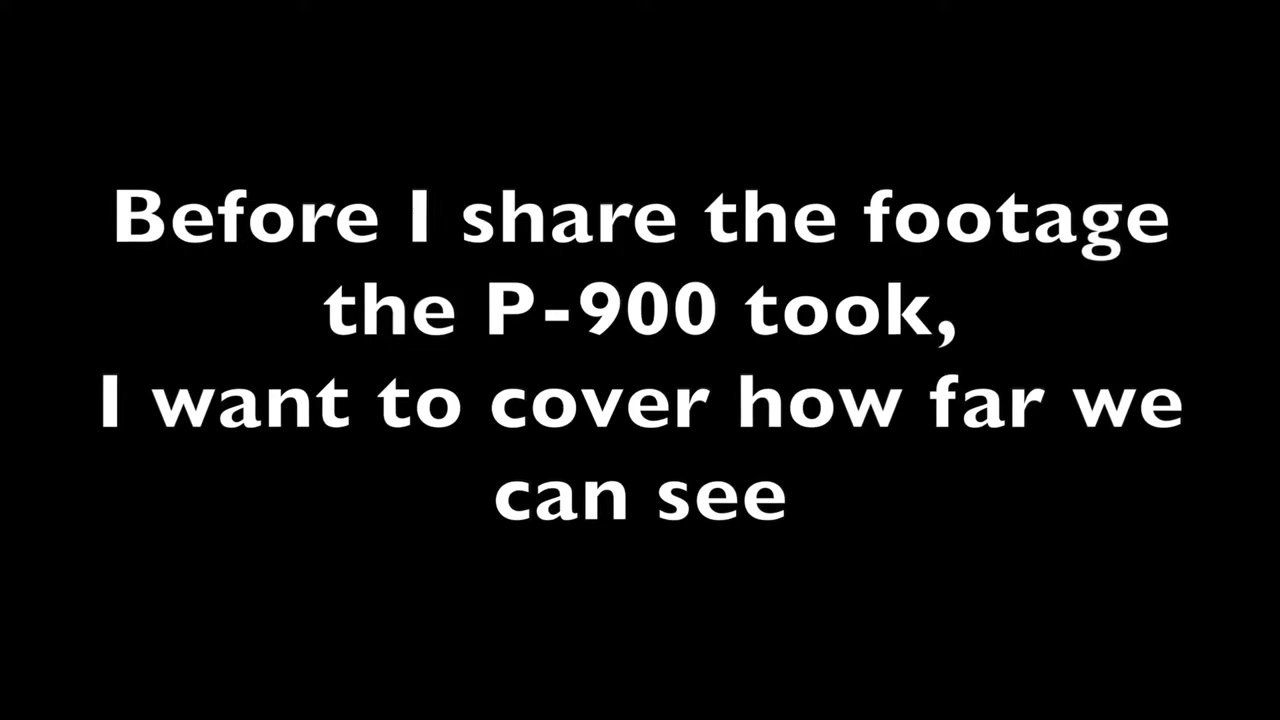 Before I share the footage
the P-900 took,
I want to cover how far we
can see